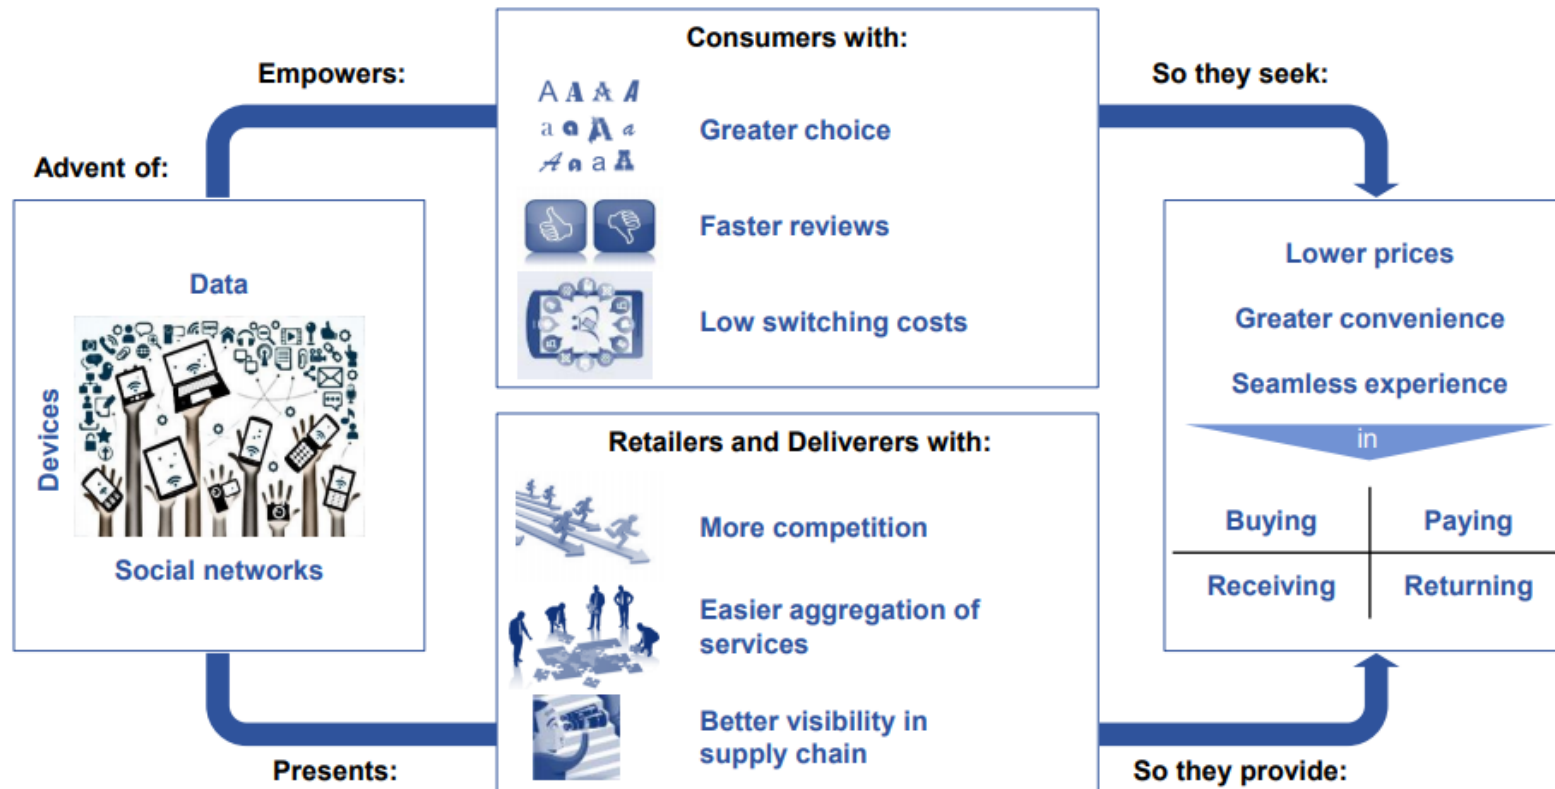 Advent of:
Data
Devices
Social networks
Empowers:
Consumers with:
A A A A
a a A a
A a a A
Greater choice
Faster reviews
Low switching costs
Presents:
Retailers and Deliverers with:
More competition
Easier aggregation of
services
Better visibility in
supply chain
So they seek:
So they provide:
Lower prices
Greater convenience
Seamless experience
in
Buying
Paying
Receiving
Returning